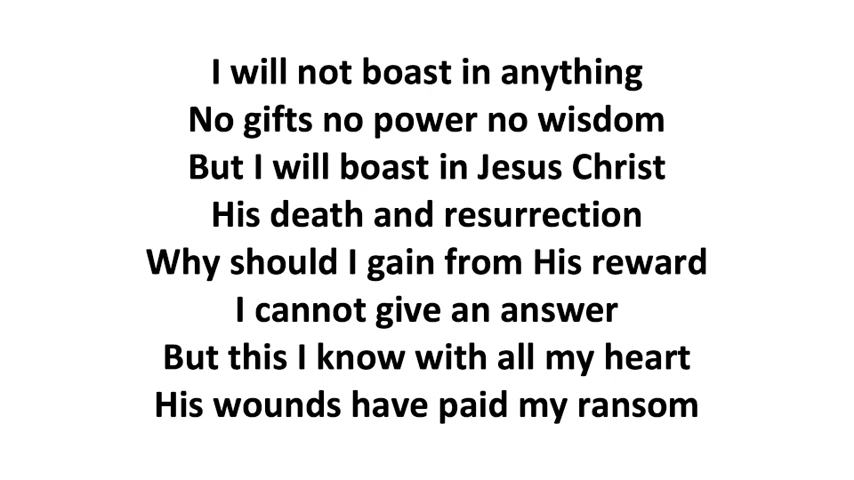 I will not boast in anything
No gifts no power no wisdom
But I will boast in Jesus Christ
His death and resurrection
Why should I gain from His reward
I cannot give an answer
But this I know with all my heart
His wounds have paid my ransom